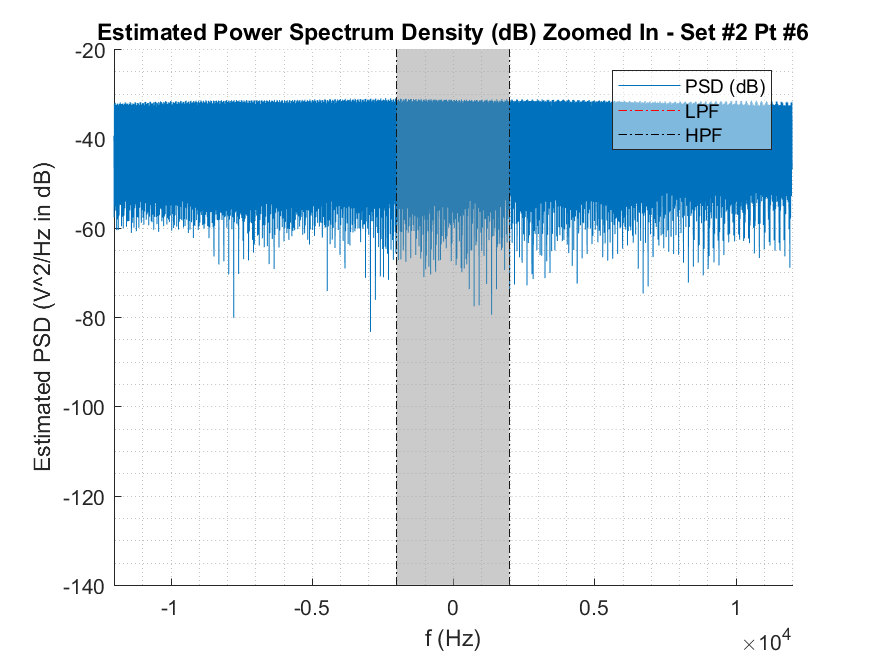 Estimated Power Spectrum Density (dB) Zoomed In - Set #2 Pt #6
-20
-40
-60
-80
-100
-120
-140
Estimated PSD (V^2/Hz in dB)
PSD (dB)
LPF
HPF
-1
-0.5
0
0.5
1
×10^4
f (Hz)